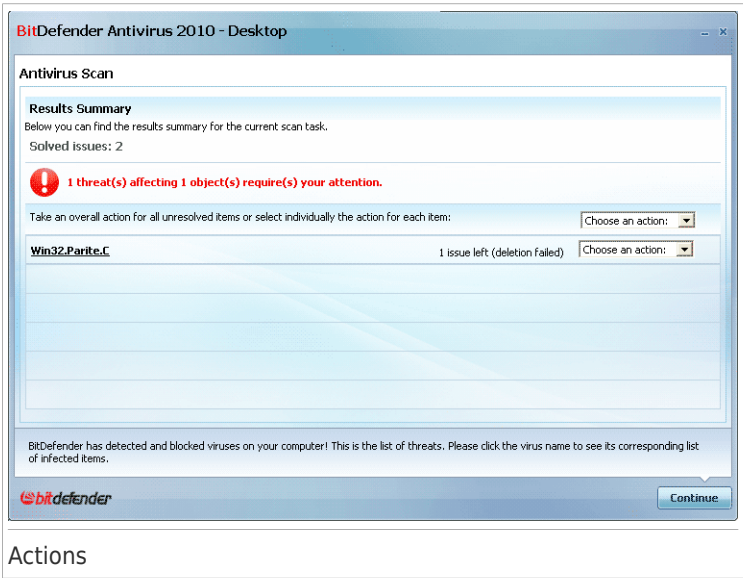 BitDefender Antivirus 2010 - Desktop
Antivirus Scan
Results Summary
Below you can find the results summary for the current scan task.
Solved issues: 2
1 threat(s) affecting 1 object(s) require(s) your attention.
Take an overall action for all unresolved items or select individually the action for each item:
Choose an action:
Win32.Parite.C
1 issue left (deletion failed)
Choose an action:
BitDefender has detected and blocked viruses on your computer! This is the list of threats. Please click the virus name to see its corresponding list
of infected items.
bitdefender
Continue
Actions